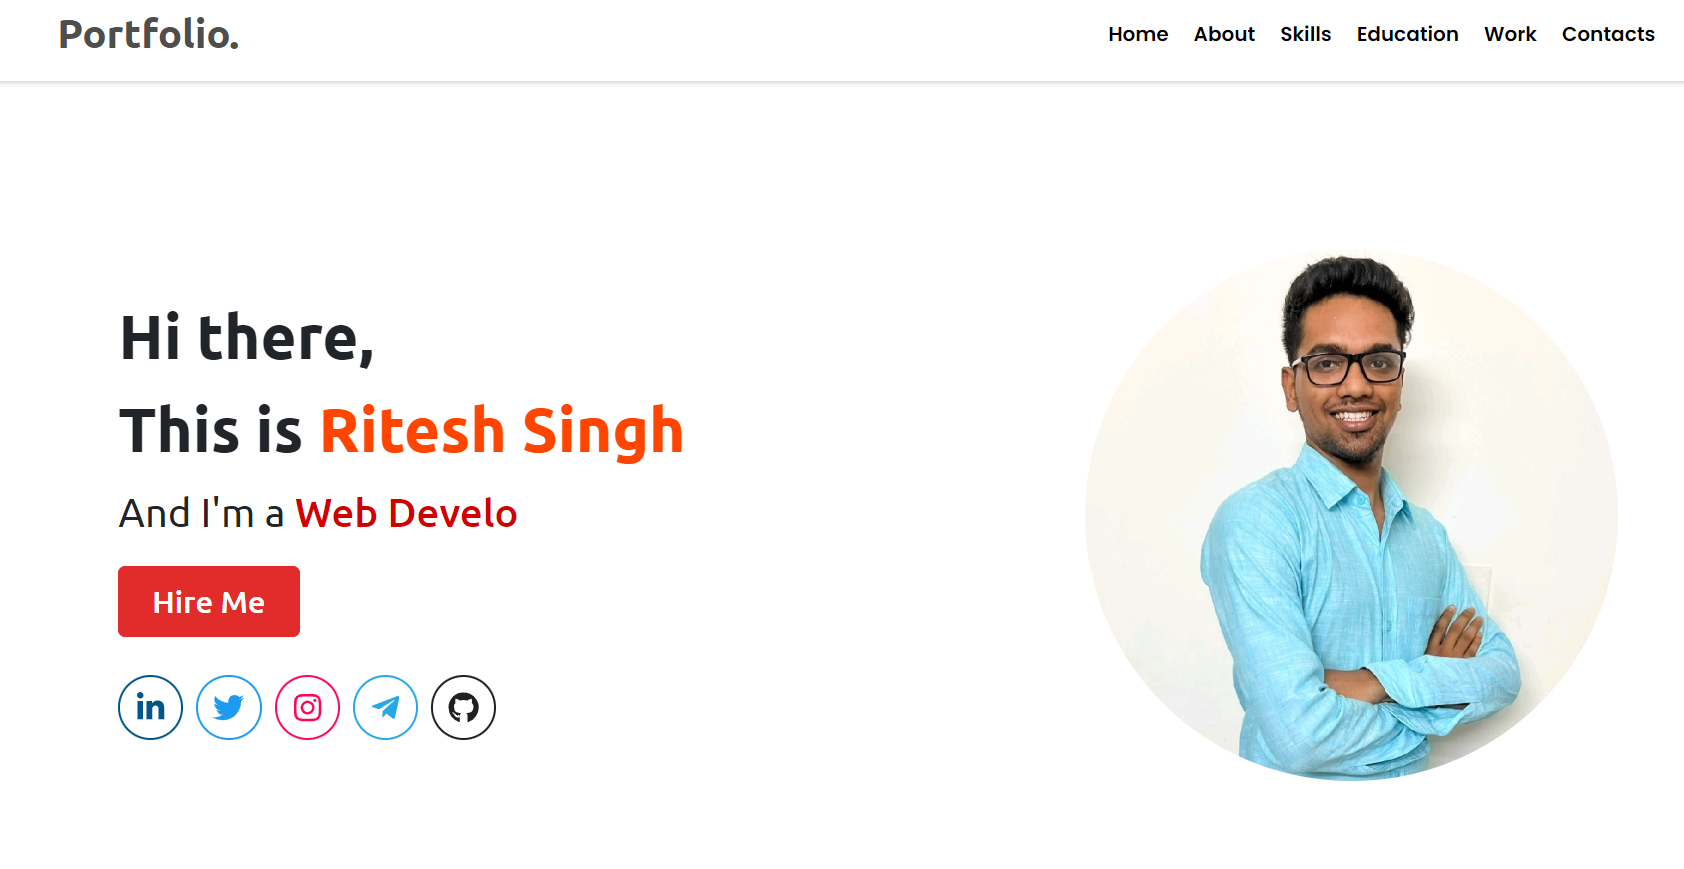 Portfolio.
Home About Skills Education Work Contacts
Hi there,
This is Ritesh Singh
And I'm a Web Develo
Hire Me
in